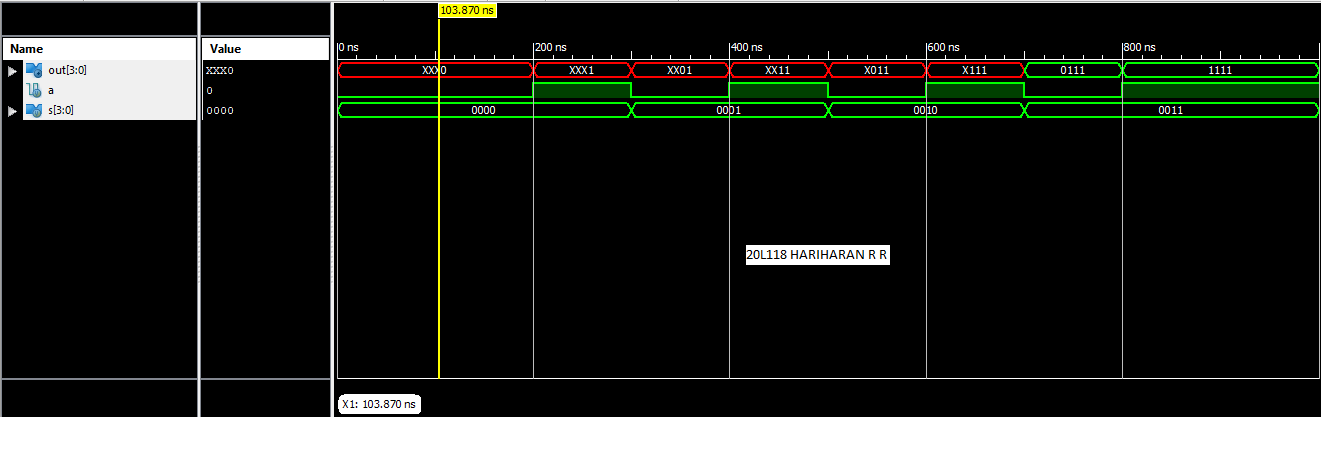 103.870 ns
Name Value 0 ns 200 ns 400 ns 600 ns 800 ns
out[3:0] XXX0 XXX0 XXX1 XX01 XX11 X011 X111 0111 1111
a 0
s[3:0] 0000 0000 0001 0010 0011
20L118 HARIHARAN R R
X1: 103.870 ns